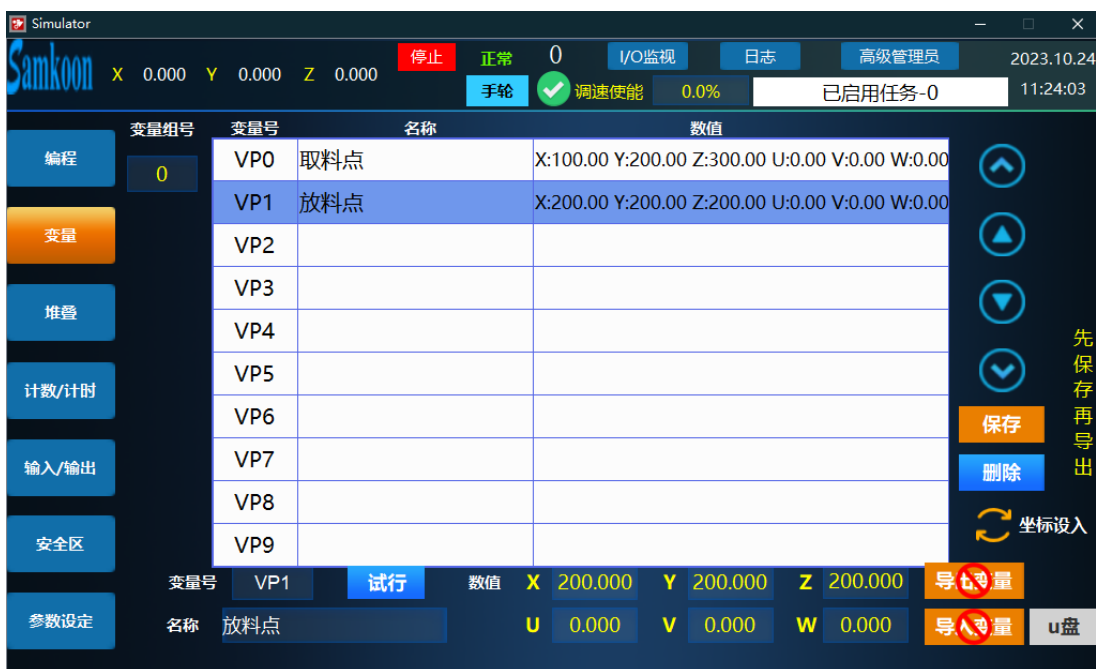 Simulator
Samkoon X 0.000 Y 0.000 Z 0.000 停止 正常 0 I/O监视 日志 高级管理员 2023.10.24
手轮 调速使能 0.0% 已启用任务-0 11:24:03
变量组号 变量号 名称 数值
编程 0 VP0 取料点 X:100.00 Y:200.00 Z:300.00 U:0.00 V:0.00 W:0.00
VP1 放料点 X:200.00 Y:200.00 Z:200.00 U:0.00 V:0.00 W:0.00
变量 VP2
VP3
堆叠 VP4
VP5
计数/计时 VP6
保存
VP7
输入/输出 删除
VP8
安全区 VP9 坐标设入
先保存再导出
变量号 VP1 试行 数值 X 200.000 Y 200.000 Z 200.000 导出变量
参数设定 名称 放料点 U 0.000 V 0.000 W 0.000 导入变量 u盘